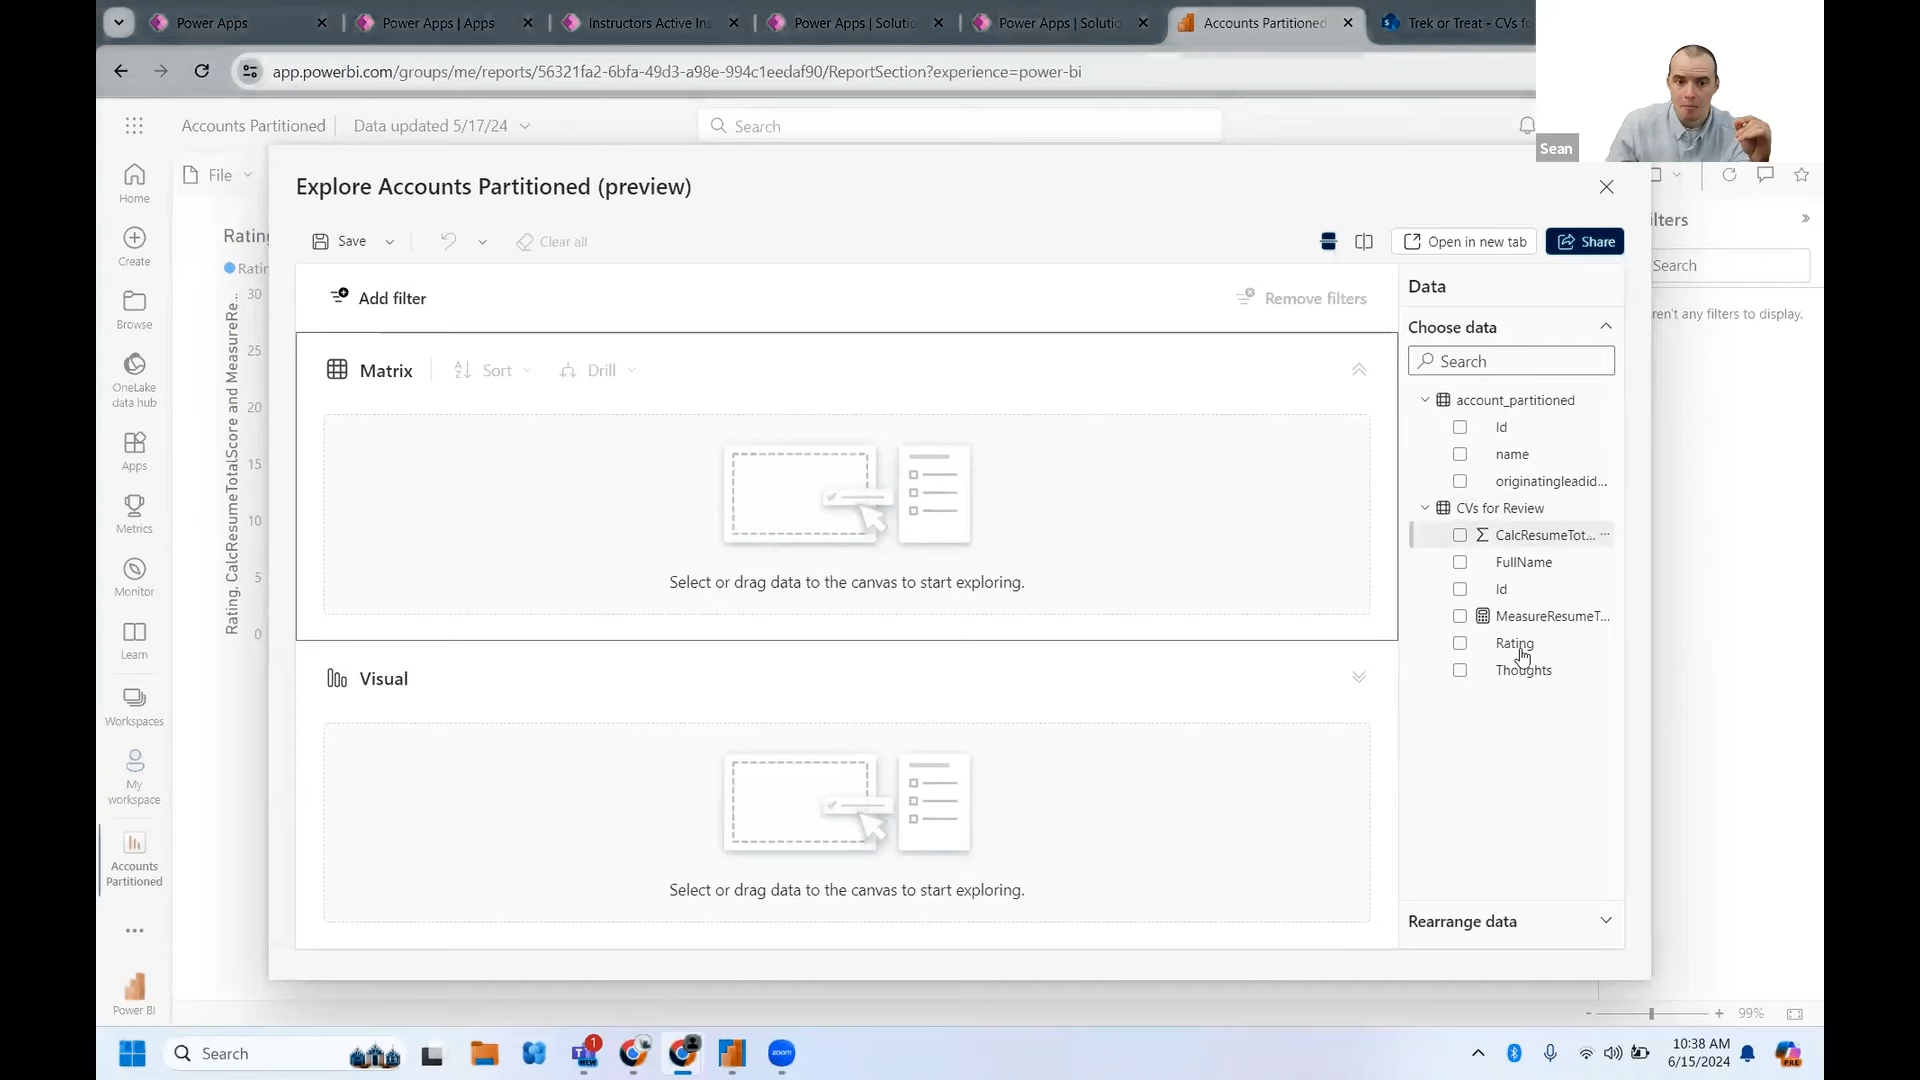 Power Apps
Power Apps | Apps
Instructors Active Ins
Power Apps | Solutio
Power Apps | Solutio
Accounts Partitioned
Trek or Treat - CVs fo
app.powerbi.com/groups/me/reports/56321fa2-6bfa-49d3-a98e-994c1eedaf90/ReportSection?experience=power-bi
Accounts Partitioned
Data updated 5/17/24
Search
Sean
Home
Create
Browse
OneLake
data hub
Apps
Metrics
Monitor
Learn
Workspaces
My
workspace
Accounts
Partitioned
Power BI
File
Rating
Ratin
Rating, CalcResumeTotalScore and MeasureRe...
30
25
20
15
10
5
0
Explore Accounts Partitioned (preview)
Save
Clear all
Open in new tab
Share
Add filter
Remove filters
Matrix
Sort
Drill
Select or drag data to the canvas to start exploring.
Visual
Select or drag data to the canvas to start exploring.
Data
Choose data
Search
account_partitioned
Id
name
originatingleadid...
CVs for Review
CalcResumeTot...
FullName
Id
MeasureResumeT...
Rating
Thoughts
Rearrange data
ilters
Search
ren't any filters to display.
99%
Search
1
NEW
zoom
10:38 AM
6/15/2024
PRE